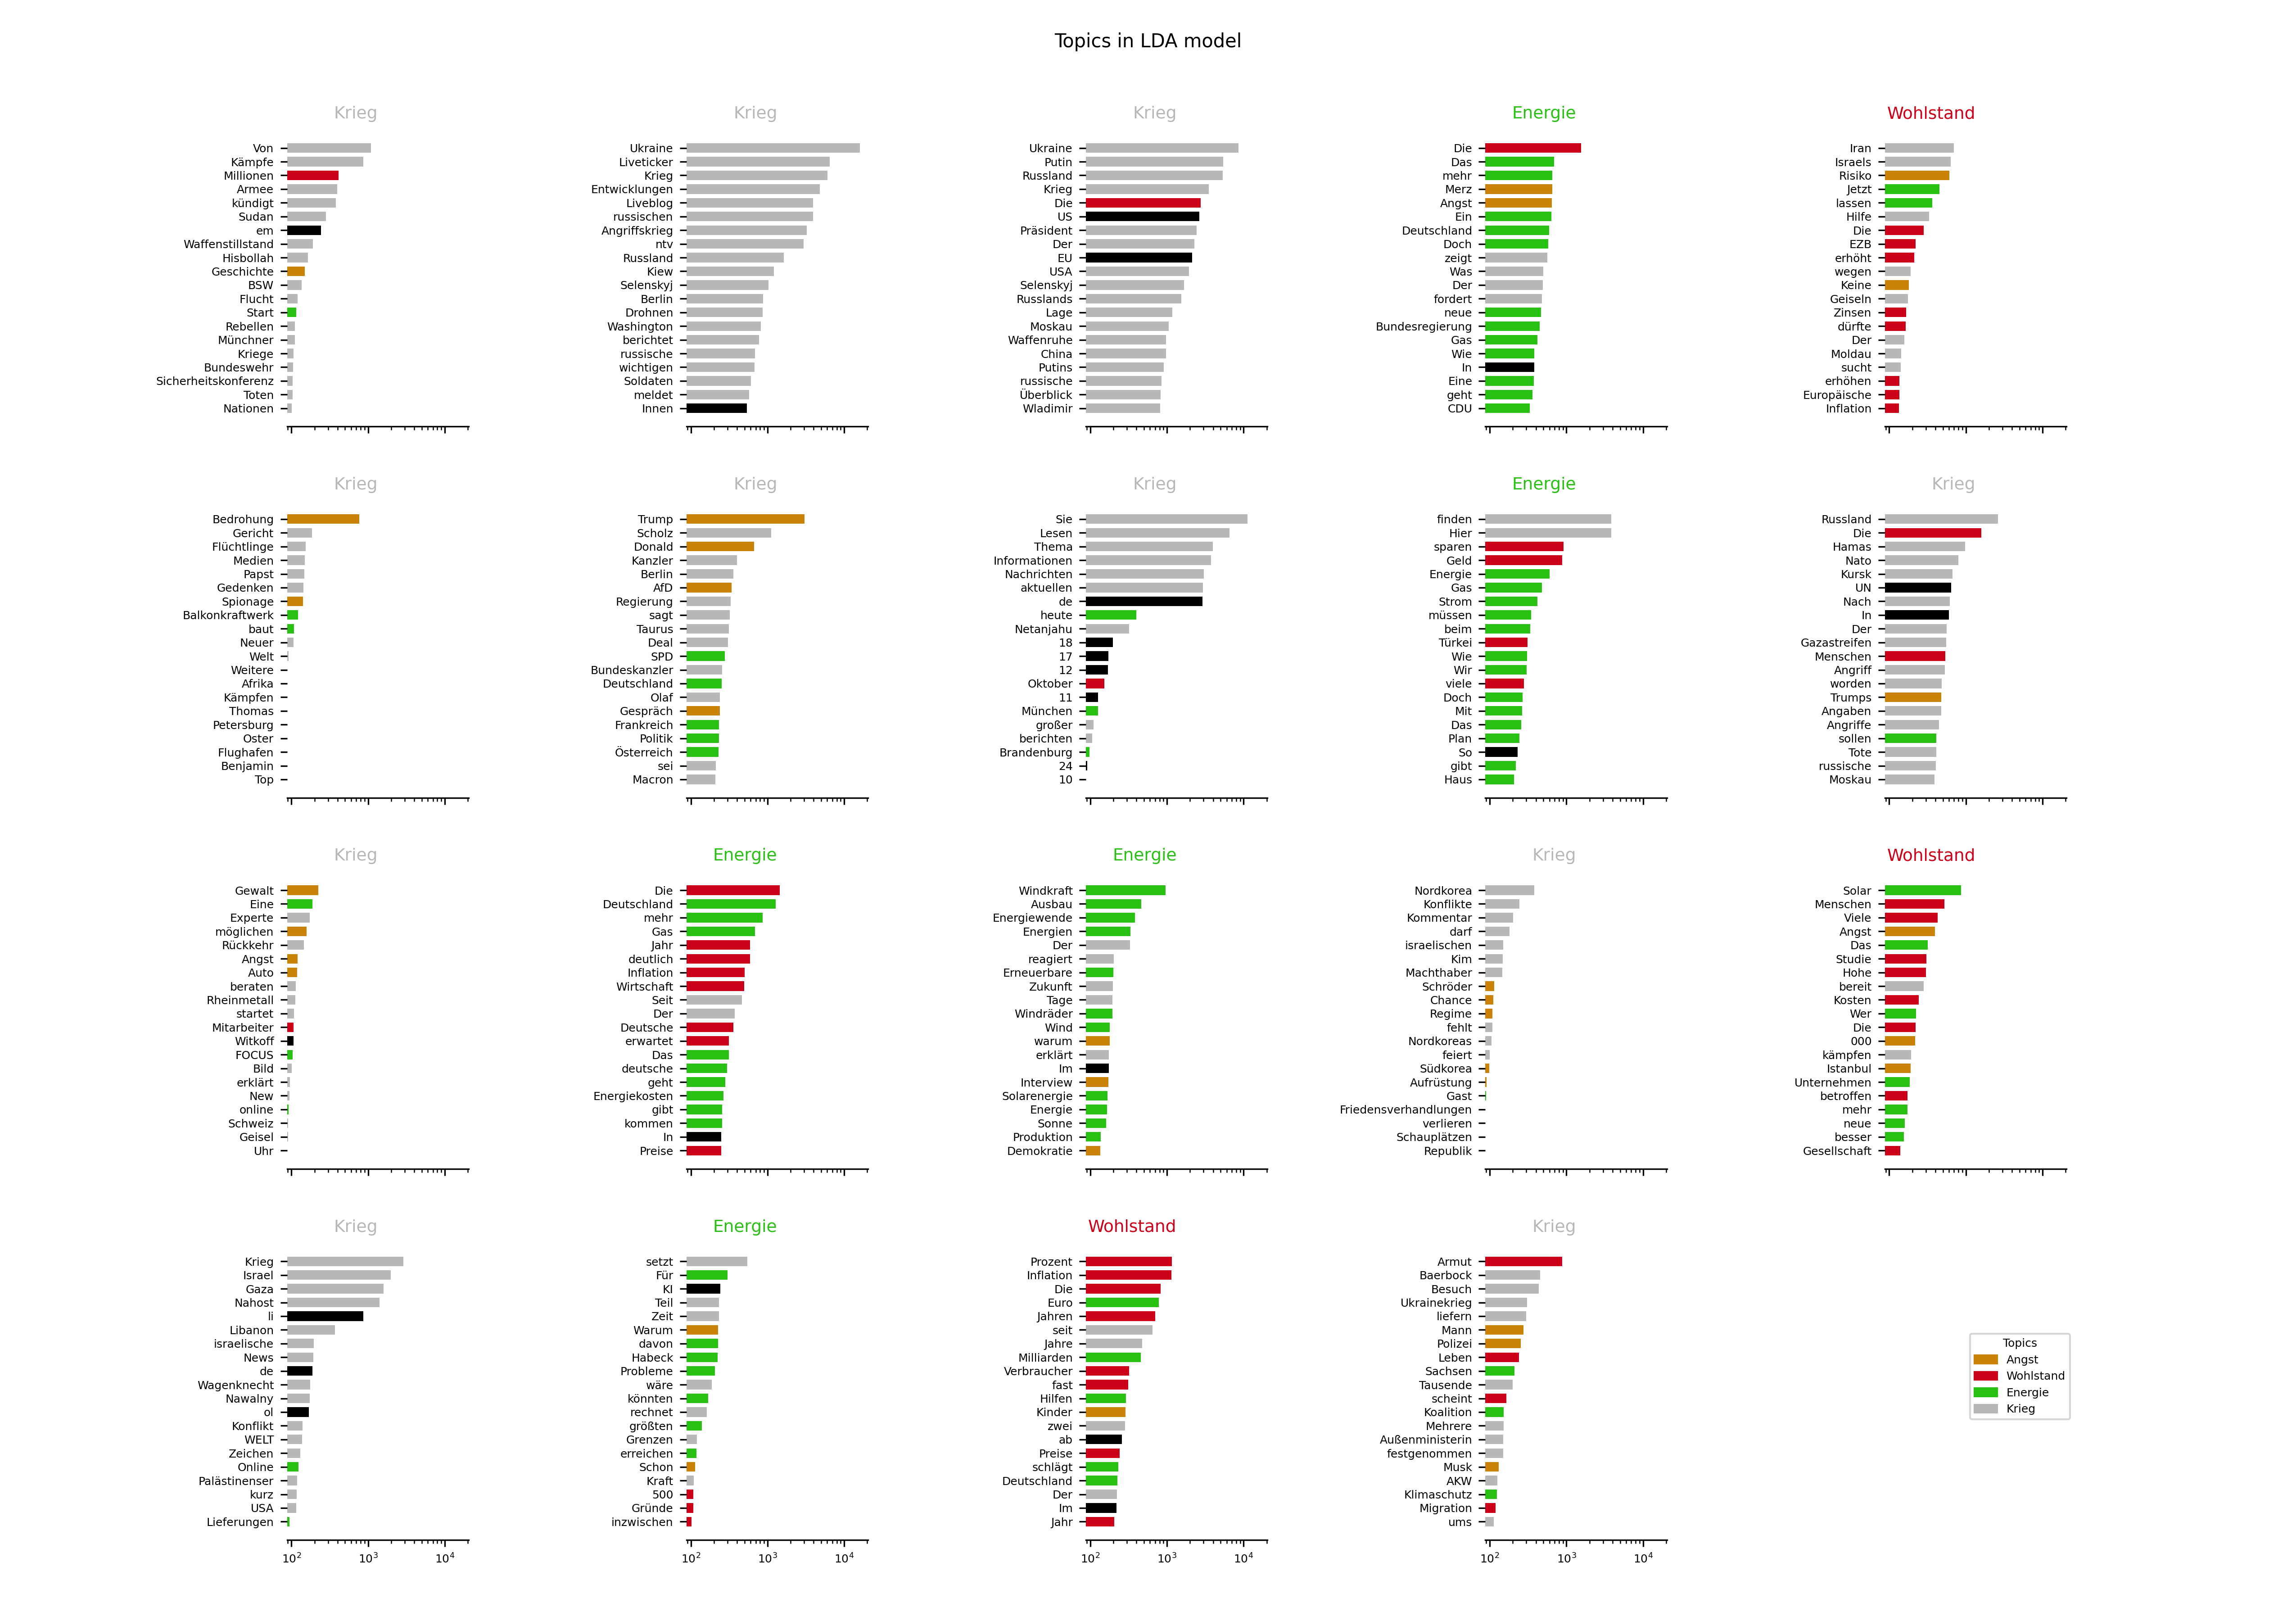 Topics in LDA model
Krieg
Von
Kämpfe
Millionen
Armee
kündigt
Sudan
em
Waffenstillstand
Hisbollah
Geschichte
BSW
Flucht
Start
Rebellen
Münchner
Kriege
Bundeswehr
Sicherheitskonferenz
Toten
Nationen
Krieg
Ukraine
Liveticker
Krieg
Entwicklungen
Liveblog
russischen
Angriffskrieg
ntv
Russland
Kiew
Selenskyj
Berlin
Drohnen
Washington
berichtet
russische
wichtigen
Soldaten
meldet
Innen
Krieg
Ukraine
Putin
Russland
Krieg
Die
US
Präsident
Der
EU
USA
Selenskyj
Russlands
Lage
Moskau
Waffenruhe
China
Putins
russische
Überblick
Wladimir
Energie
Die
Das
mehr
Merz
Angst
Ein
Deutschland
Doch
zeigt
Was
Der
fordert
neue
Bundesregierung
Gas
Wie
In
Eine
geht
CDU
Wohlstand
Iran
Israels
Risiko
Jetzt
lassen
Hilfe
Die
EZB
erhöht
wegen
Keine
Geiseln
Zinsen
dürfte
Der
Moldau
sucht
erhöhen
Europäische
Inflation
Krieg
Bedrohung
Gericht
Flüchtlinge
Medien
Papst
Gedenken
Spionage
Balkonkraftwerk
baut
Neuer
Welt
Weitere
Afrika
Kämpfen
Thomas
Petersburg
Oster
Flughafen
Benjamin
Top
Krieg
Trump
Scholz
Donald
Kanzler
Berlin
AfD
Regierung
sagt
Taurus
Deal
SPD
Bundeskanzler
Deutschland
Olaf
Gespräch
Frankreich
Politik
Österreich
sei
Macron
Krieg
Sie
Lesen
Thema
Informationen
Nachrichten
aktuellen
de
heute
Netanjahu
18
17
12
Oktober
11
München
großer
berichten
Brandenburg
24
10
Energie
finden
Hier
sparen
Geld
Energie
Gas
Strom
müssen
beim
Türkei
Wie
Wir
viele
Doch
Mit
Das
Plan
So
gibt
Haus
Krieg
Russland
Die
Hamas
Nato
Kursk
UN
Nach
In
Der
Gazastreifen
Menschen
Angriff
worden
Trumps
Angaben
Angriffe
sollen
Tote
russische
Moskau
Krieg
Gewalt
Eine
Experte
möglichen
Rückkehr
Angst
Auto
beraten
Rheinmetall
startet
Mitarbeiter
Witkoff
FOCUS
Bild
erklärt
New
online
Schweiz
Geisel
Uhr
Energie
Die
Deutschland
mehr
Gas
Jahr
deutlich
Inflation
Wirtschaft
Seit
Der
Deutsche
erwartet
Das
deutsche
geht
Energiekosten
gibt
kommen
In
Preise
Energie
Windkraft
Ausbau
Energiewende
Energien
Der
reagiert
Erneuerbare
Zukunft
Tage
Windräder
Wind
warum
erklärt
Im
Interview
Solarenergie
Energie
Sonne
Produktion
Demokratie
Krieg
Nordkorea
Konflikte
Kommentar
darf
israelischen
Kim
Machthaber
Schröder
Chance
Regime
fehlt
Nordkoreas
feiert
Südkorea
Aufrüstung
Gast
Friedensverhandlungen
verlieren
Schauplätzen
Republik
Wohlstand
Solar
Menschen
Viele
Angst
Das
Studie
Hohe
bereit
Kosten
Wer
Die
000
kämpfen
Istanbul
Unternehmen
betroffen
mehr
neue
besser
Gesellschaft
Krieg
Krieg
Israel
Gaza
Nahost
li
Libanon
israelische
News
de
Wagenknecht
Nawalny
ol
Konflikt
WELT
Zeichen
Online
Palästinenser
kurz
USA
Lieferungen
10² 10³ 10⁴
Energie
setzt
Für
KI
Teil
Zeit
Warum
davon
Habeck
Probleme
wäre
könnten
rechnet
größten
Grenzen
erreichen
Schon
Kraft
500
Gründe
inzwischen
10² 10³ 10⁴
Wohlstand
Prozent
Inflation
Die
Euro
Jahren
seit
Jahre
Milliarden
Verbraucher
fast
Hilfen
Kinder
zwei
ab
Preise
schlägt
Deutschland
Der
Im
Jahr
10² 10³ 10⁴
Krieg
Armut
Baerbock
Besuch
Ukrainekrieg
liefern
Mann
Polizei
Leben
Sachsen
Tausende
scheint
Koalition
Mehrere
Außenministerin
festgenommen
Musk
AKW
Klimaschutz
Migration
ums
10² 10³ 10⁴
Topics
Angst
Wohlstand
Energie
Krieg